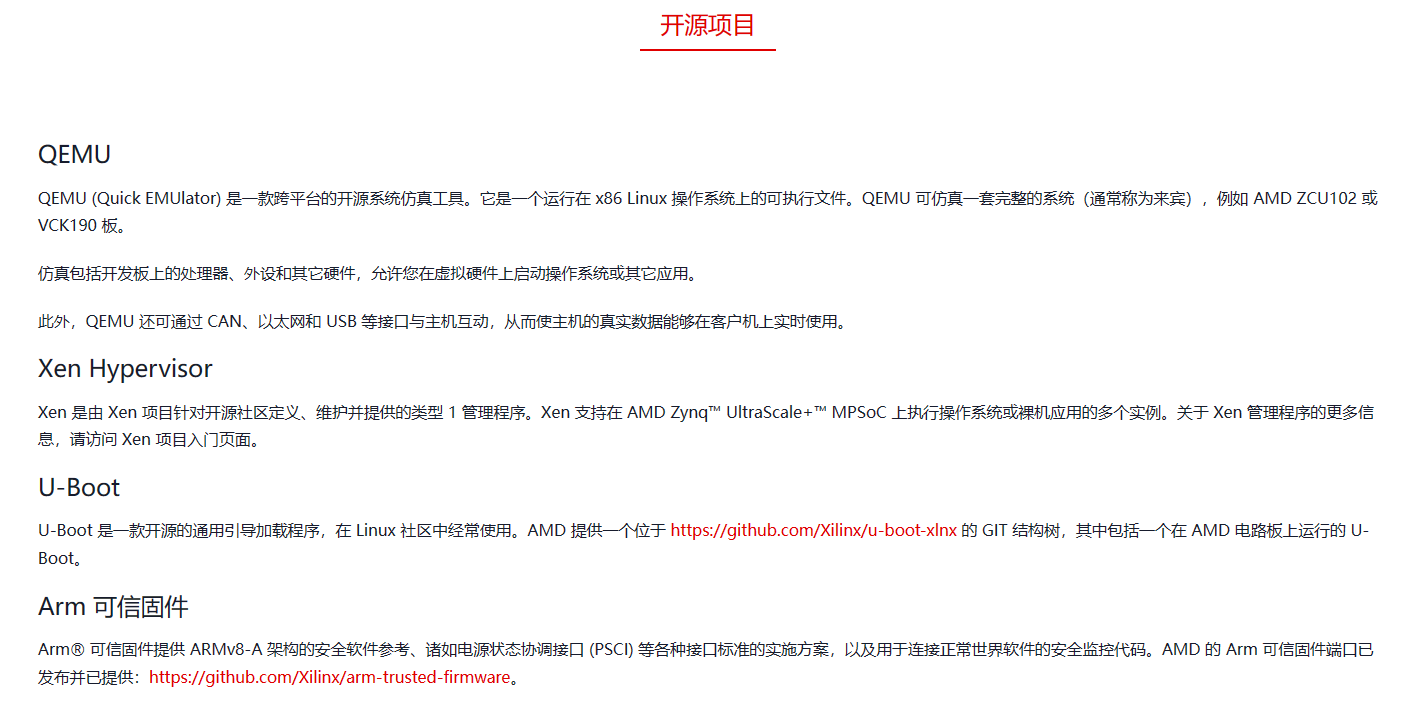 开源项目
QEMU
QEMU (Quick EMUlator) 是一款跨平台的开源系统仿真工具。它是一个运行在 x86 Linux 操作系统上的可执行文件。QEMU 可仿真一套完整的系统（通常称为来宾），例如 AMD ZCU102 或
VCK190 板。
仿真包括开发板上的处理器、外设和其它硬件，允许您在虚拟硬件上启动操作系统或其它应用。
此外，QEMU 还可通过 CAN、以太网和 USB 等接口与主机互动，从而使主机的真实数据能够在客户机上实时使用。
Xen Hypervisor
Xen 是由 Xen 项目针对开源社区定义、维护并提供的类型 1 管理程序。Xen 支持在 AMD Zynq™ UltraScale+™ MPSoC 上执行操作系统或裸机应用的多个实例。关于 Xen 管理程序的更多信
息，请访问 Xen 项目入门页面。
U-Boot
U-Boot 是一款开源的通用引导加载程序，在 Linux 社区中经常使用。AMD 提供一个位于 https://github.com/Xilinx/u-boot-xlnx 的 GIT 结构树，其中包括一个在 AMD 电路板上运行的 U-
Boot。
Arm 可信固件
Arm® 可信固件提供 ARMv8-A 架构的安全软件参考、诸如电源状态协调接口 (PSCI) 等各种接口标准的实施方案，以及用于连接正常世界软件的安全监控代码。AMD 的 Arm 可信固件端口已
发布并已提供：https://github.com/Xilinx/arm-trusted-firmware。